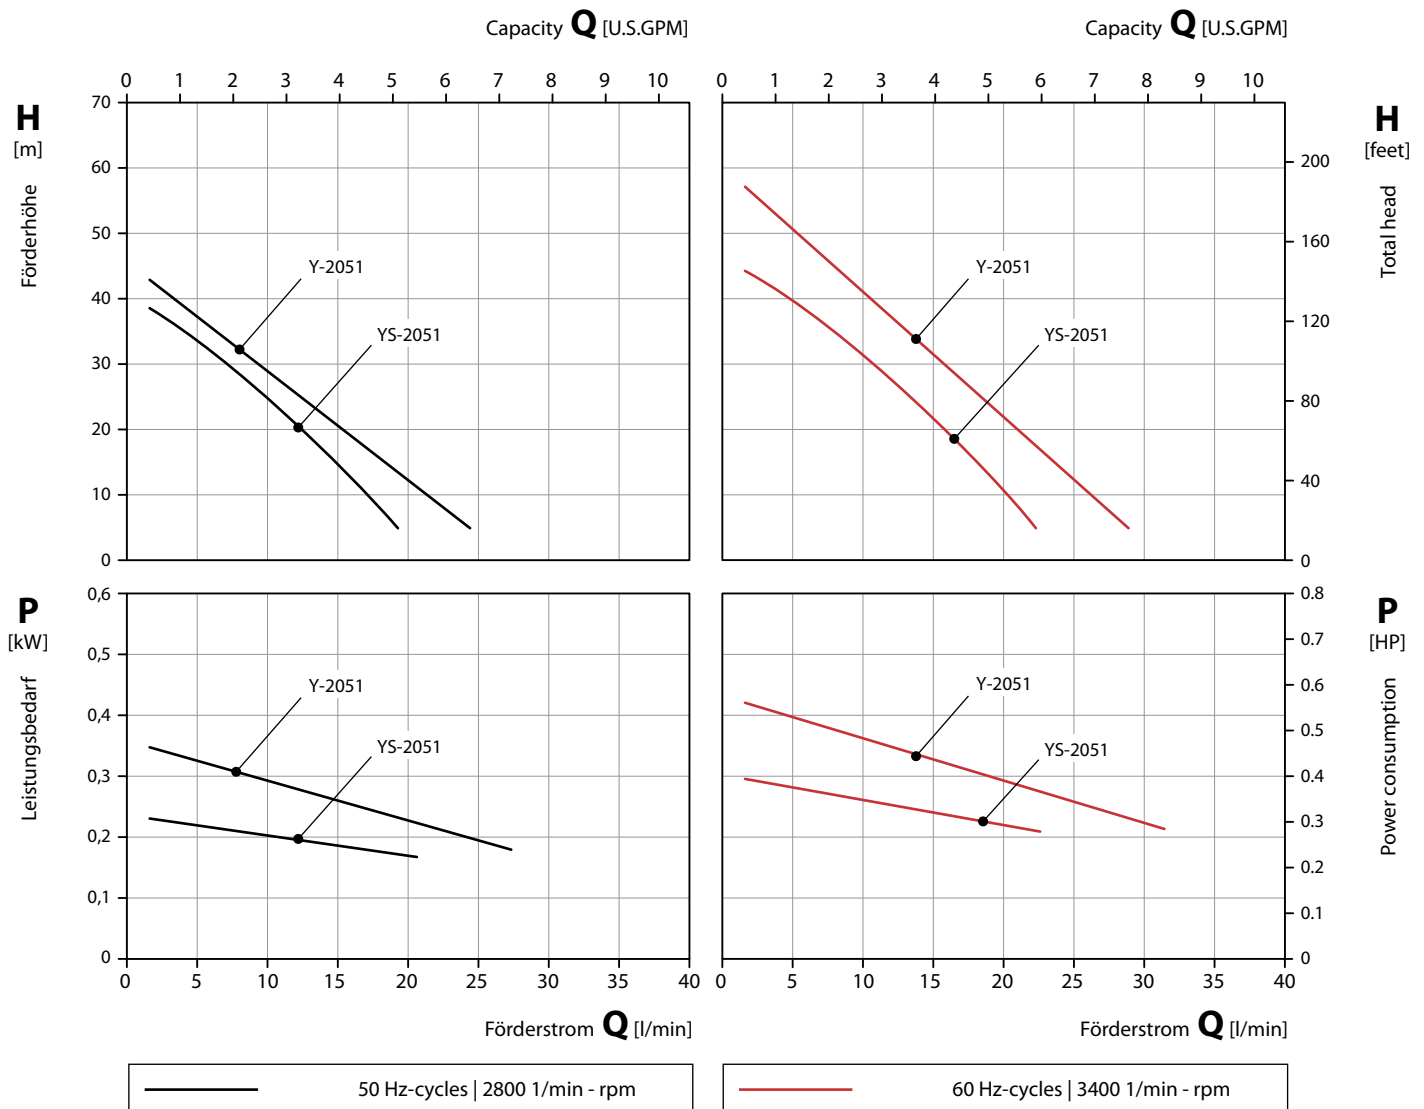 Capacity Q [U.S.GPM]
Capacity Q [U.S.GPM]
0 1 2 3 4 5 6 7 8 9 10
0 1 2 3 4 5 6 7 8 9 10
H
[m]
Förderhöhe
70
60
50
40
30
20
10
0
Y-2051
YS-2051
Y-2051
YS-2051
H
[feet]
Total head
200
160
120
80
40
0
P
[kW]
Leistungsbedarf
0,6
0,5
0,4
0,3
0,2
0,1
0
Y-2051
YS-2051
Y-2051
YS-2051
P
[HP]
Power consumption
0.8
0.7
0.6
0.5
0.4
0.3
0.2
0.1
0
0 5 10 15 20 25 30 35 40
0 5 10 15 20 25 30 35 40
Förderstrom Q [l/min]
Förderstrom Q [l/min]
50 Hz-cycles | 2800 1/min - rpm
60 Hz-cycles | 3400 1/min - rpm